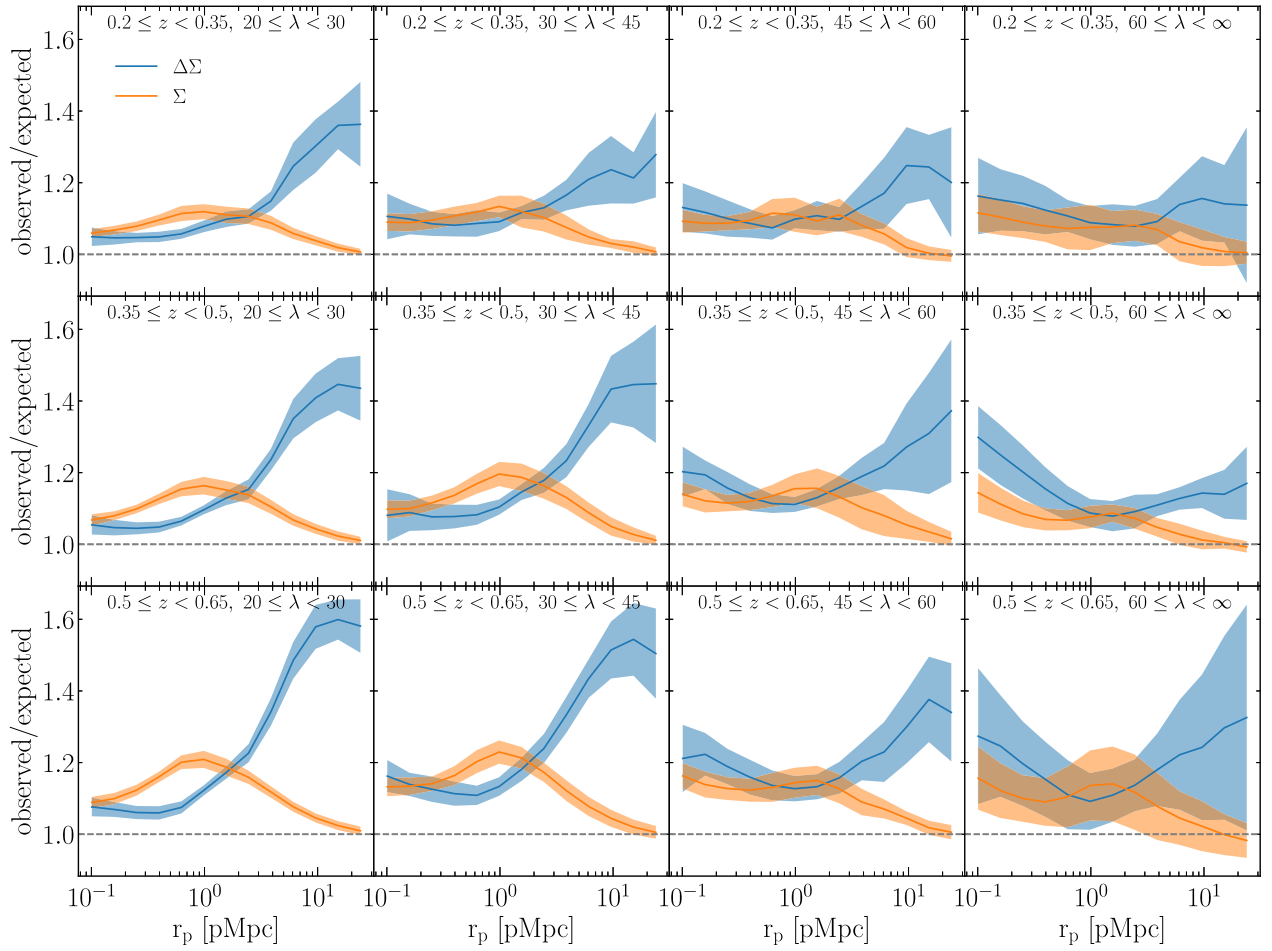 0.2 ≤ z < 0.35, 20 ≤ λ < 30
0.2 ≤ z < 0.35, 30 ≤ λ < 45
0.2 ≤ z < 0.35, 45 ≤ λ < 60
0.2 ≤ z < 0.35, 60 ≤ λ < ∞
ΔΣ
Σ
1.6
1.4
1.2
1.0
observed/expected
0.35 ≤ z < 0.5, 20 ≤ λ < 30
0.35 ≤ z < 0.5, 30 ≤ λ < 45
0.35 ≤ z < 0.5, 45 ≤ λ < 60
0.35 ≤ z < 0.5, 60 ≤ λ < ∞
1.6
1.4
1.2
1.0
observed/expected
0.5 ≤ z < 0.65, 20 ≤ λ < 30
0.5 ≤ z < 0.65, 30 ≤ λ < 45
0.5 ≤ z < 0.65, 45 ≤ λ < 60
0.5 ≤ z < 0.65, 60 ≤ λ < ∞
1.6
1.4
1.2
1.0
observed/expected
10⁻¹ 10⁰ 10¹
10⁻¹ 10⁰ 10¹
10⁻¹ 10⁰ 10¹
10⁻¹ 10⁰ 10¹
rₚ [pMpc]
rₚ [pMpc]
rₚ [pMpc]
rₚ [pMpc]